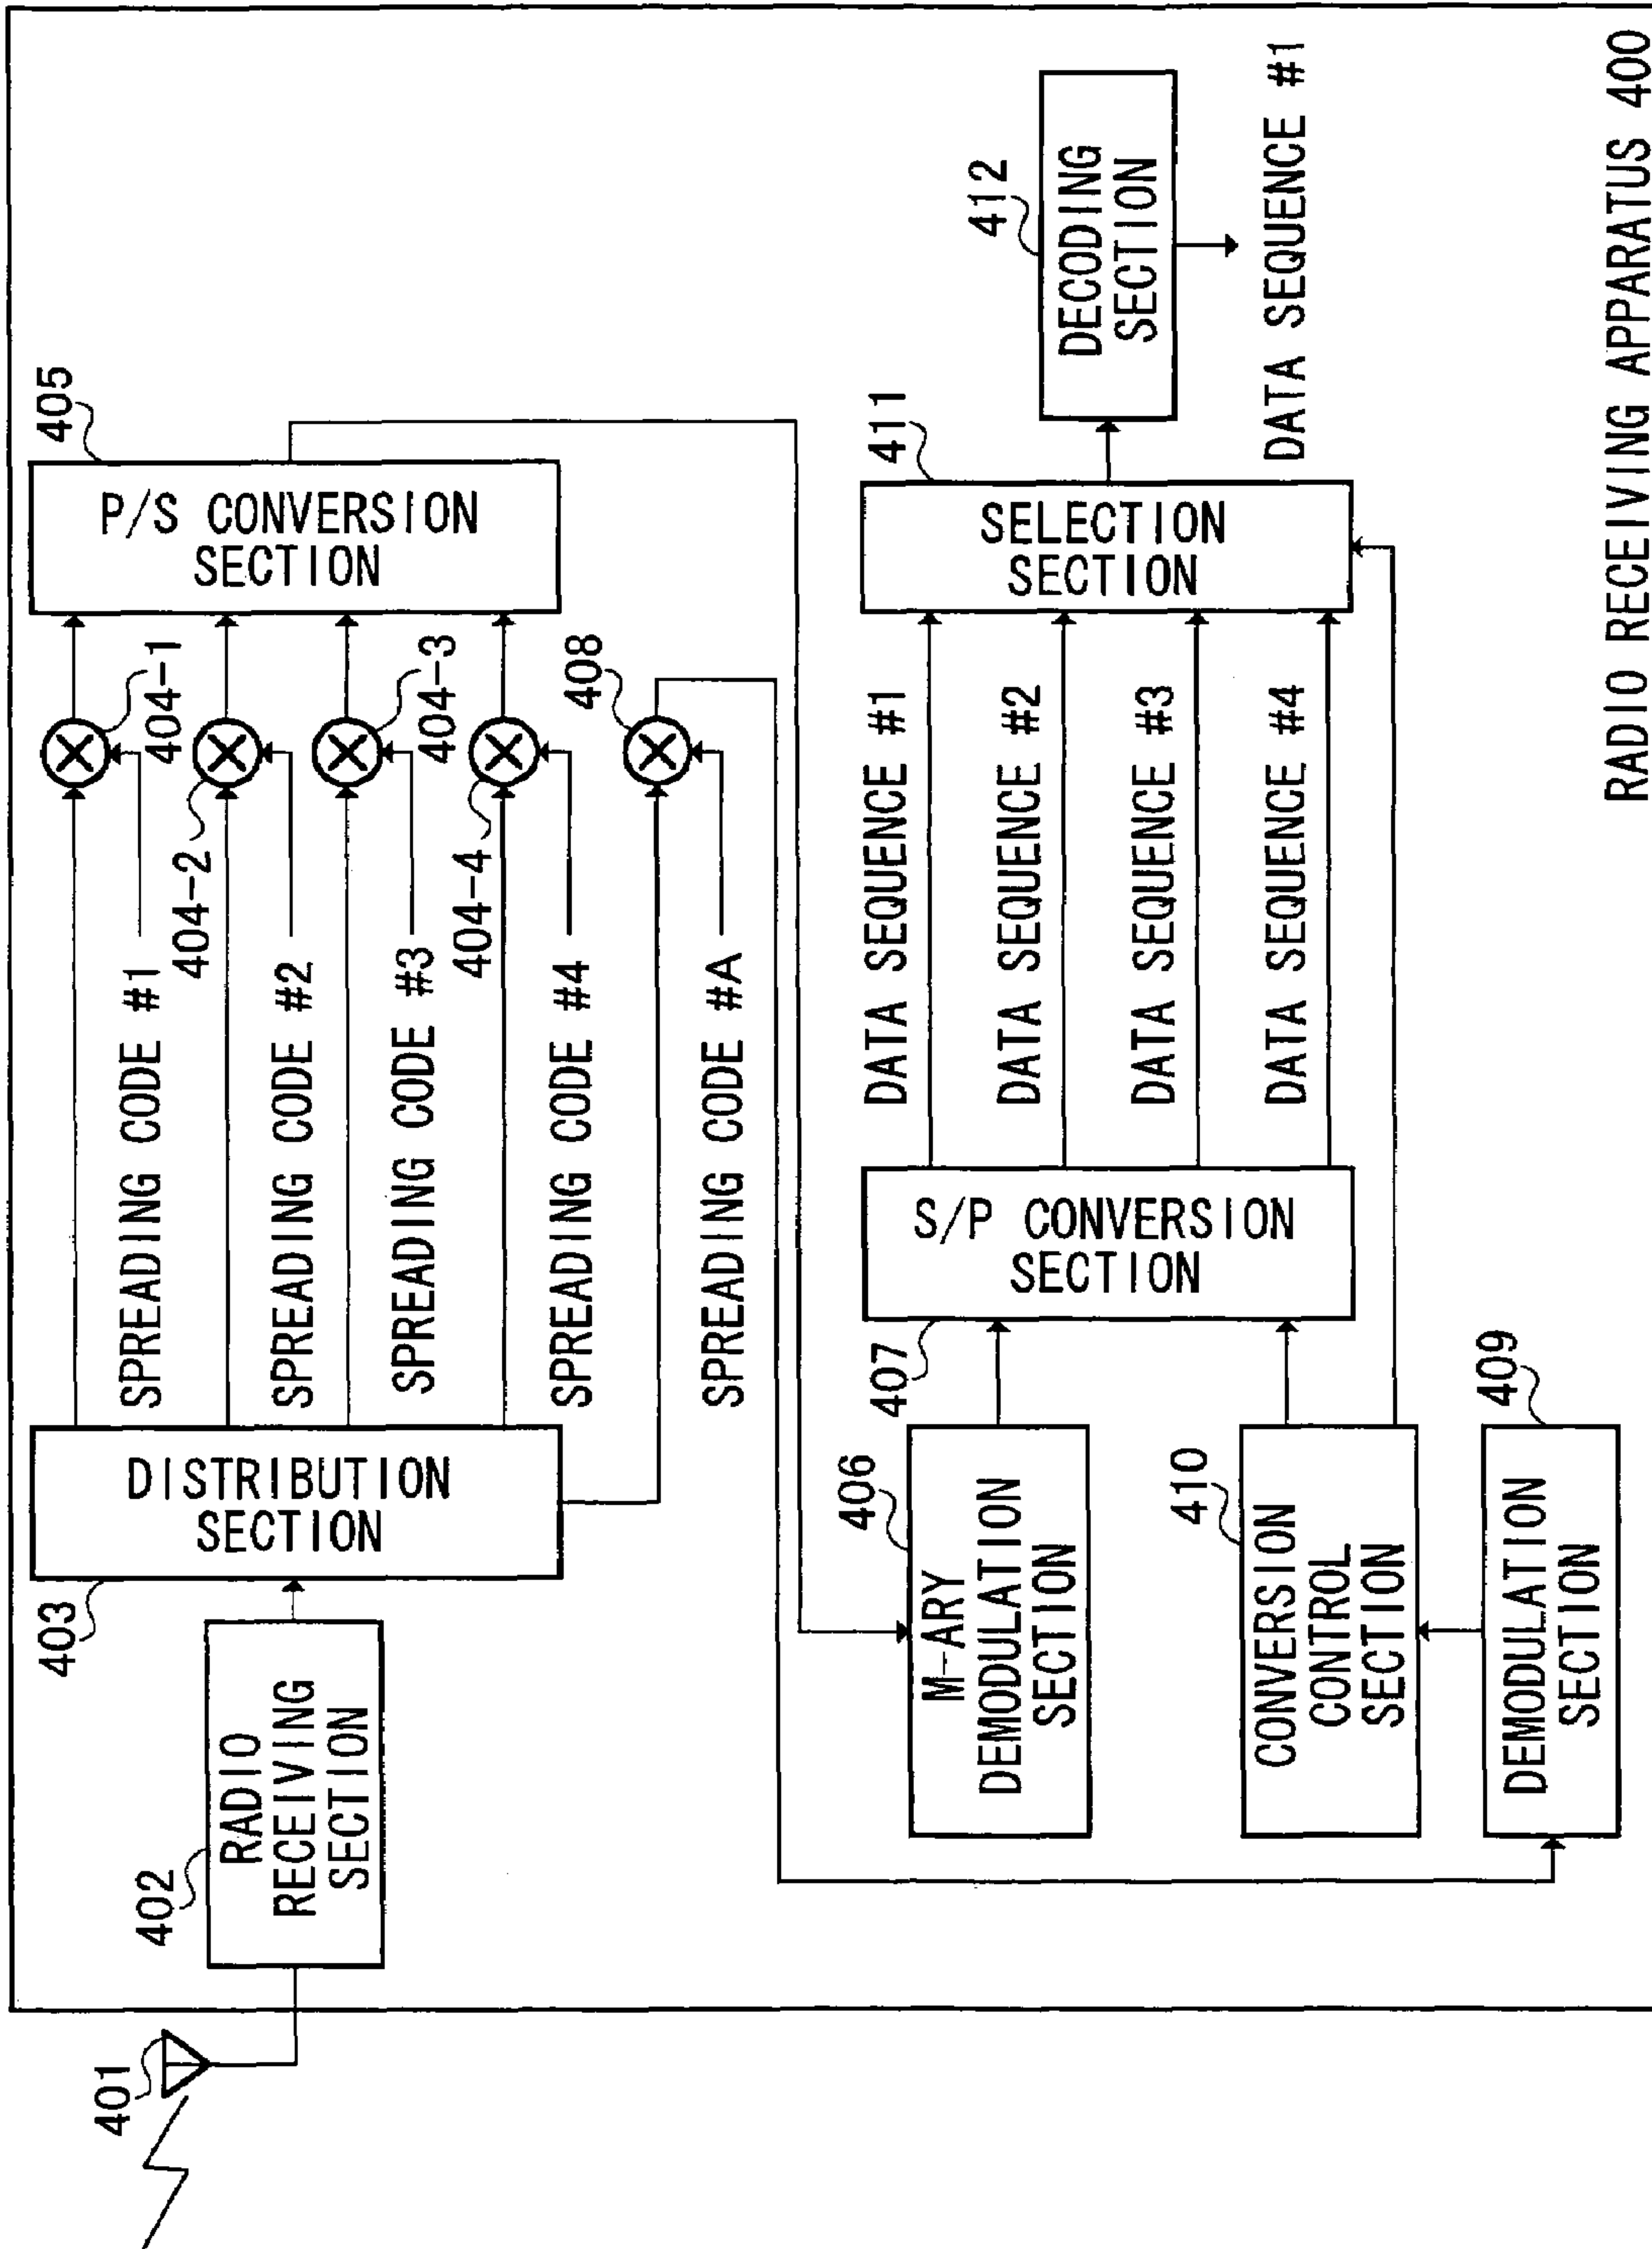 401
402
RADIO
RECEIVING
SECTION
403
DISTRIBUTION
SECTION
SPREADING CODE #1
404-1
404-2
SPREADING CODE #2
SPREADING CODE #3
404-3
404-4
SPREADING CODE #4
408
SPREADING CODE #A
405
P/S CONVERSION
SECTION
406
M-ARY
DEMODULATION
SECTION
410
CONVERSION
CONTROL
SECTION
409
DEMODULATION
SECTION
407
S/P CONVERSION
SECTION
DATA SEQUENCE #1
DATA SEQUENCE #2
DATA SEQUENCE #3
DATA SEQUENCE #4
411
SELECTION
SECTION
412
DECODING
SECTION
DATA SEQUENCE #1
RADIO RECEIVING APPARATUS 400